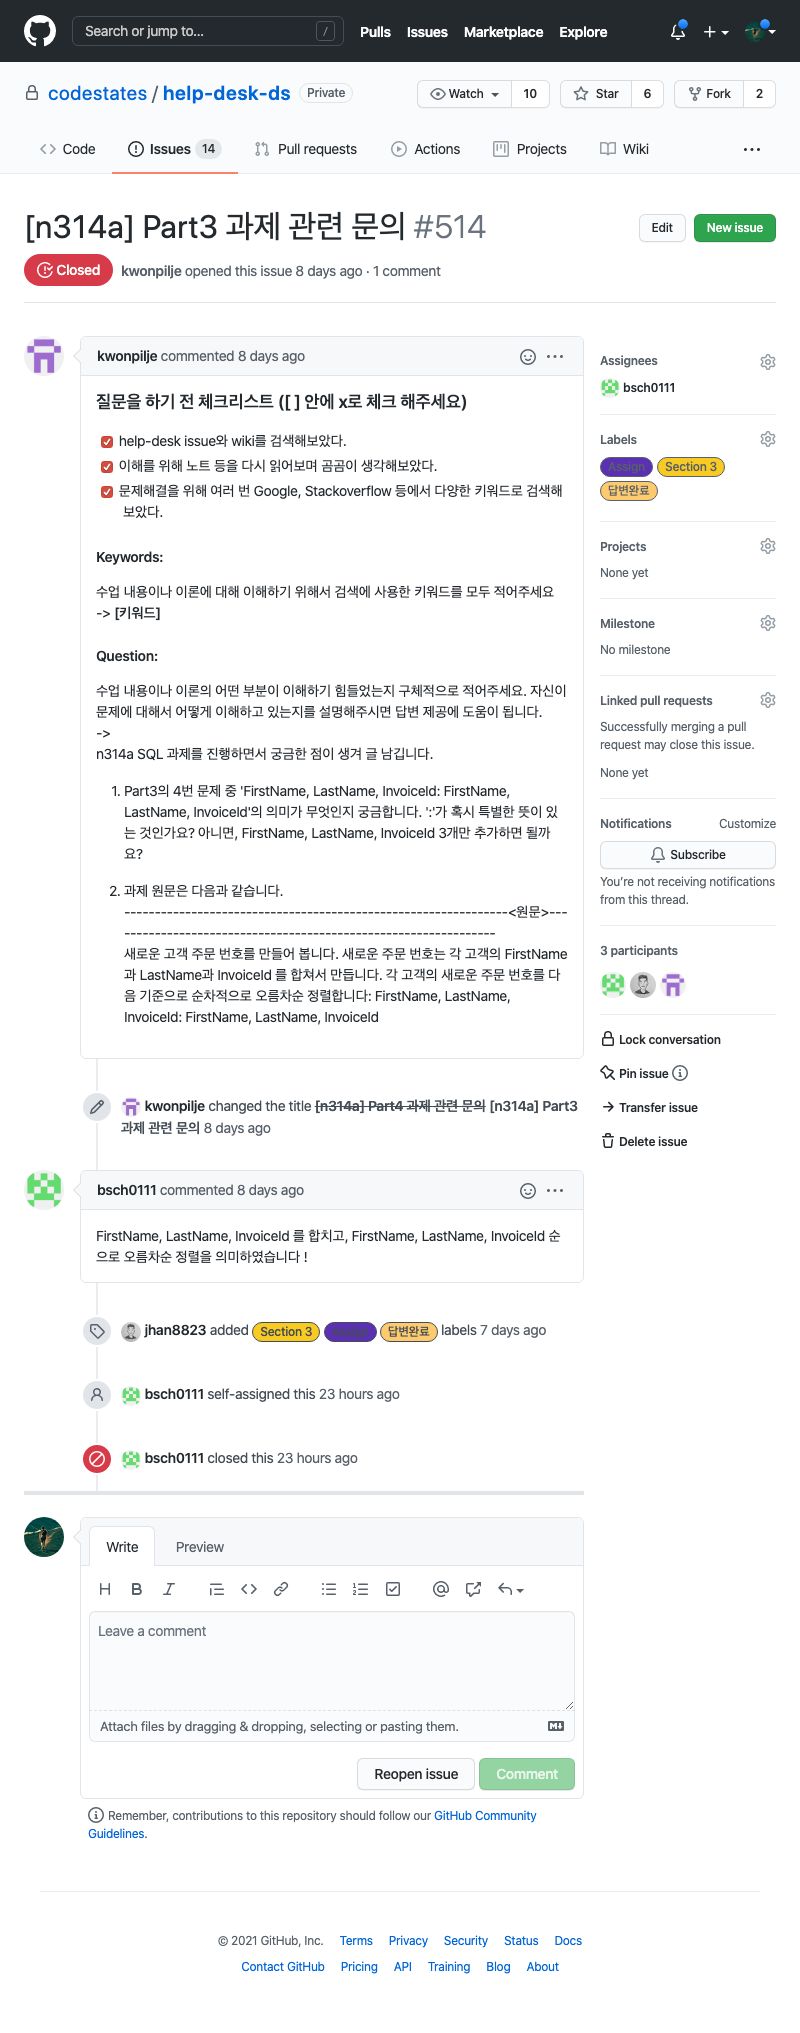 Search or jump to...
/
Pulls
Issues
Marketplace
Explore
codestates / help-desk-ds
Private
Watch
10
Star
6
Fork
2
Code
Issues 14
Pull requests
Actions
Projects
Wiki
[n314a] Part3 과제 관련 문의 #514
Edit
New issue
Closed
kwonpilje opened this issue 8 days ago · 1 comment
kwonpilje commented 8 days ago
질문을 하기 전 체크리스트 ([ ] 안에 x로 체크 해주세요)
help-desk issue와 wiki를 검색해보았다.
이해를 위해 노트 등을 다시 읽어보며 곰곰이 생각해보았다.
문제해결을 위해 여러 번 Google, Stackoverflow 등에서 다양한 키워드로 검색해
보았다.
Keywords:
수업 내용이나 이론에 대해 이해하기 위해서 검색에 사용한 키워드를 모두 적어주세요
-> [키워드]
Question:
수업 내용이나 이론의 어떤 부분이 이해하기 힘들었는지 구체적으로 적어주세요. 자신이
문제에 대해서 어떻게 이해하고 있는지를 설명해주시면 답변 제공에 도움이 됩니다.
->
n314a SQL 과제를 진행하면서 궁금한 점이 생겨 글 남깁니다.
1. Part3의 4번 문제 중 'FirstName, LastName, InvoiceId: FirstName,
LastName, InvoiceId'의 의미가 무엇인지 궁금합니다. ':'가 혹시 특별한 뜻이 있
는 것인가요? 아니면, FirstName, LastName, InvoiceId 3개만 추가하면 될까
요?
2. 과제 원문은 다음과 같습니다.
----------------------------------------------------------------<원문>---
--------------------------------------------------------------
새로운 고객 주문 번호를 만들어 봅니다. 새로운 주문 번호는 각 고객의 FirstName
과 LastName과 InvoiceId 를 합쳐서 만듭니다. 각 고객의 새로운 주문 번호를 다
음 기준으로 순차적으로 오름차순 정렬합니다: FirstName, LastName,
InvoiceId: FirstName, LastName, InvoiceId
kwonpilje changed the title [n314a] Part4 과제 관련 문의 [n314a] Part3
과제 관련 문의 8 days ago
bsch0111 commented 8 days ago
FirstName, LastName, InvoiceId 를 합치고, FirstName, LastName, InvoiceId 순
으로 오름차순 정렬을 의미하였습니다 !
jhan8823 added Section 3 Assign 답변완료 labels 7 days ago
bsch0111 self-assigned this 23 hours ago
bsch0111 closed this 23 hours ago
Write
Preview
Leave a comment
Attach files by dragging & dropping, selecting or pasting them.
Reopen issue
Comment
Remember, contributions to this repository should follow our GitHub Community
Guidelines.
Assignees
bsch0111
Labels
Assign
Section 3
답변완료
Projects
None yet
Milestone
No milestone
Linked pull requests
Successfully merging a pull
request may close this issue.
None yet
Notifications
Customize
Subscribe
You're not receiving notifications
from this thread.
3 participants
Lock conversation
Pin issue
Transfer issue
Delete issue
© 2021 GitHub, Inc.
Terms
Privacy
Security
Status
Docs
Contact GitHub
Pricing
API
Training
Blog
About